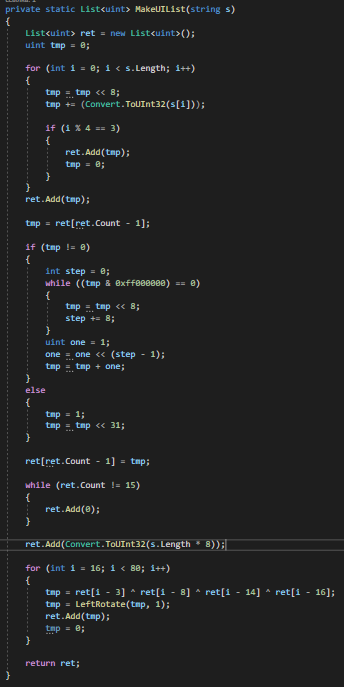 private static List<uint> MakeUIList(string s)
{
    List<uint> ret = new List<uint>();
    uint tmp = 0;

    for (int i = 0; i < s.Length; i++)
    {
        tmp = tmp << 8;
        tmp += (Convert.ToUInt32(s[i]));

        if (i % 4 == 3)
        {
            ret.Add(tmp);
            tmp = 0;
        }
    }
    ret.Add(tmp);

    tmp = ret[ret.Count - 1];

    if (tmp != 0)
    {
        int step = 0;
        while ((tmp & 0xff000000) == 0)
        {
            tmp = tmp << 8;
            step += 8;
        }
        uint one = 1;
        one = one << (step - 1);
        tmp = tmp + one;
    }
    else
    {
        tmp = 1;
        tmp = tmp << 31;
    }

    ret[ret.Count - 1] = tmp;

    while (ret.Count != 15)
    {
        ret.Add(0);
    }

    ret.Add(Convert.ToUInt32(s.Length * 8));

    for (int i = 16; i < 80; i++)
    {
        tmp = ret[i - 3] ^ ret[i - 8] ^ ret[i - 14] ^ ret[i - 16];
        tmp = LeftRotate(tmp, 1);
        ret.Add(tmp);
        tmp = 0;
    }

    return ret;
}